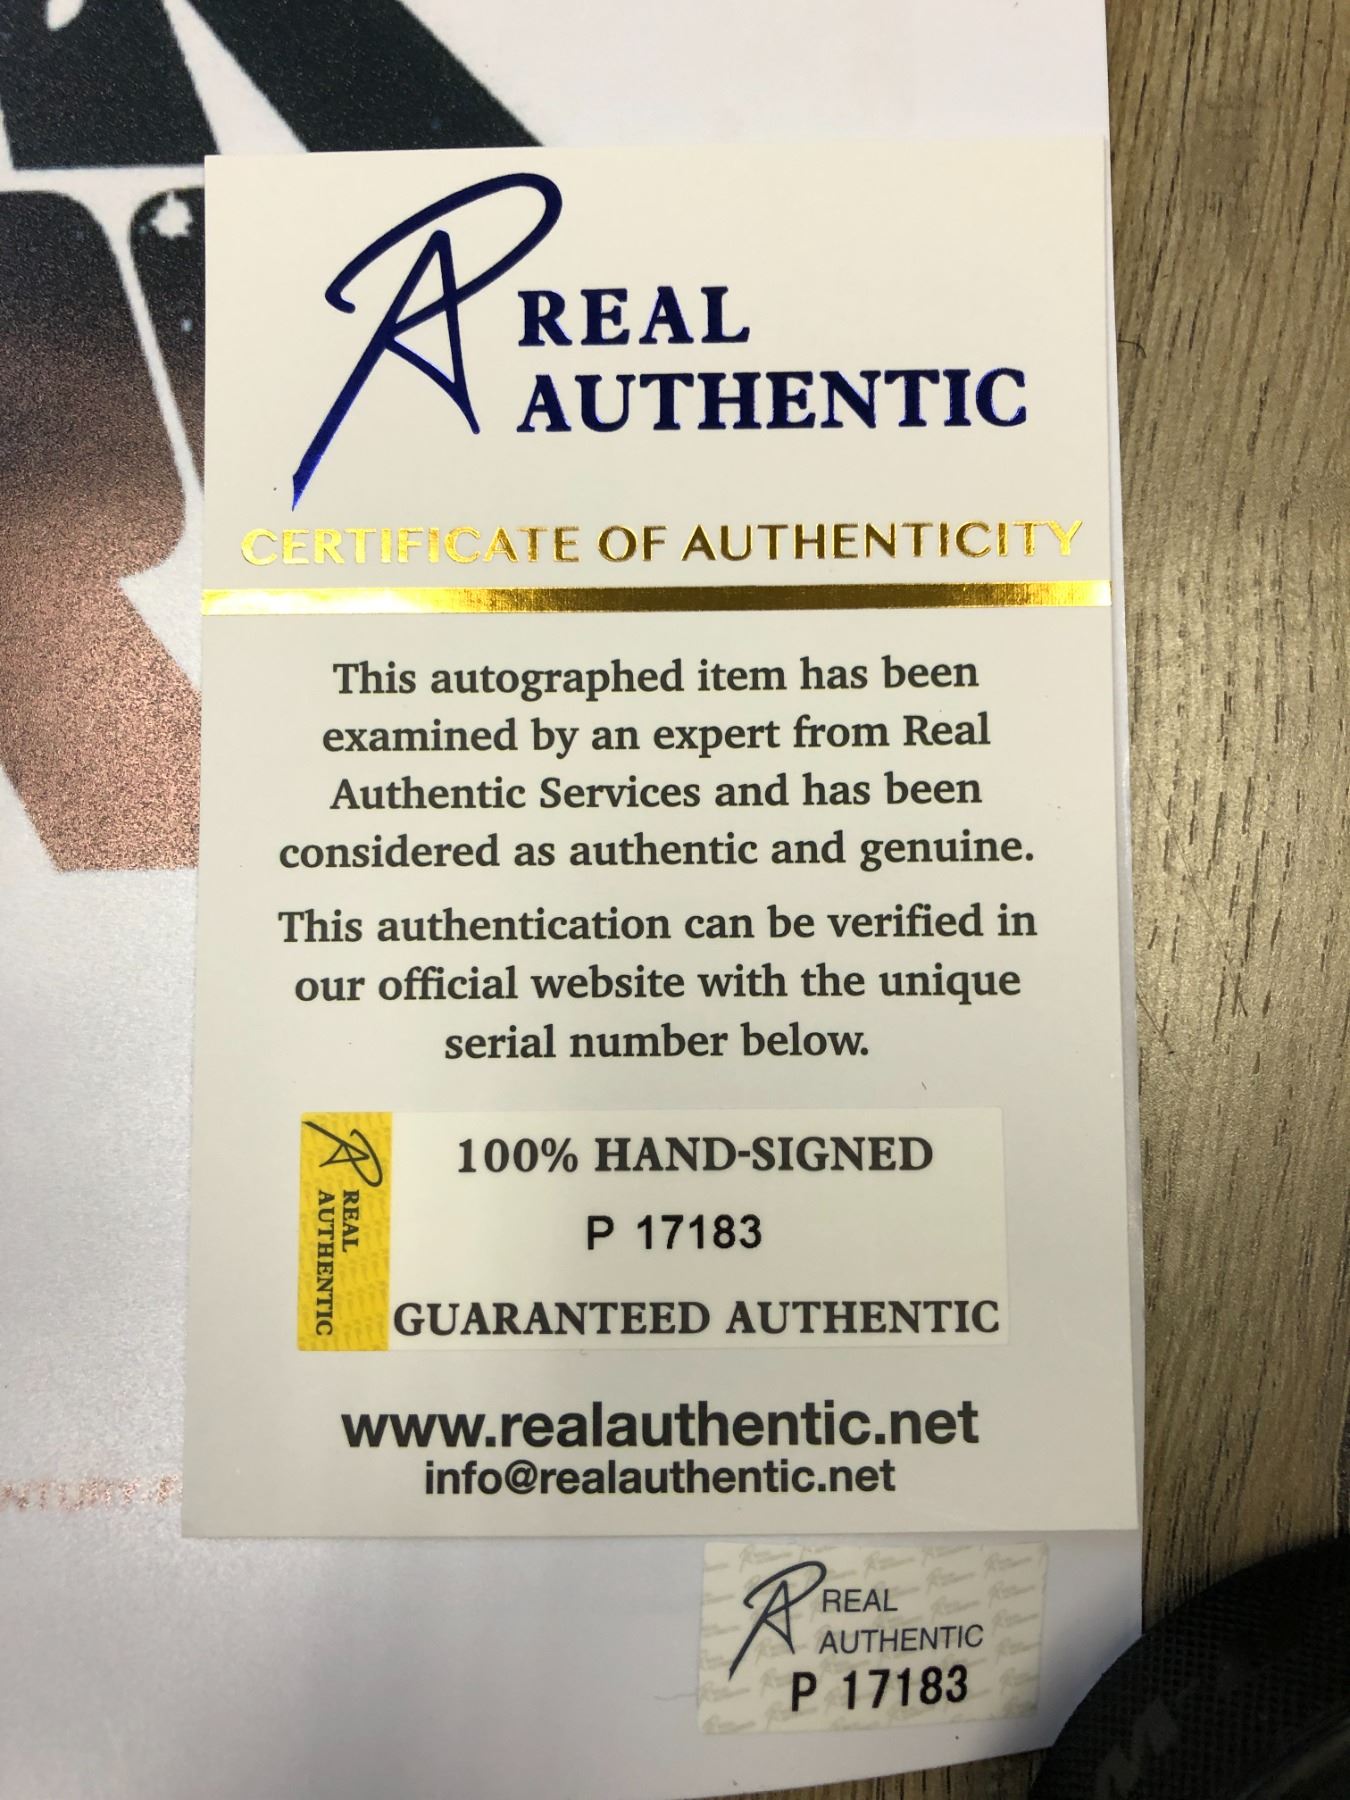 REAL
AUTHENTIC
CERTIFICATE OF AUTHENTICITY
This autographed item has been
examined by an expert from Real
Authentic Services and has been
considered as authentic and genuine.
This authentication can be verified in
our official website with the unique
serial number below.
REAL
AUTHENTIC
100% HAND-SIGNED
P 17183
GUARANTEED AUTHENTIC
www.realauthentic.net
info@realauthentic.net
REAL
AUTHENTIC
P 17183